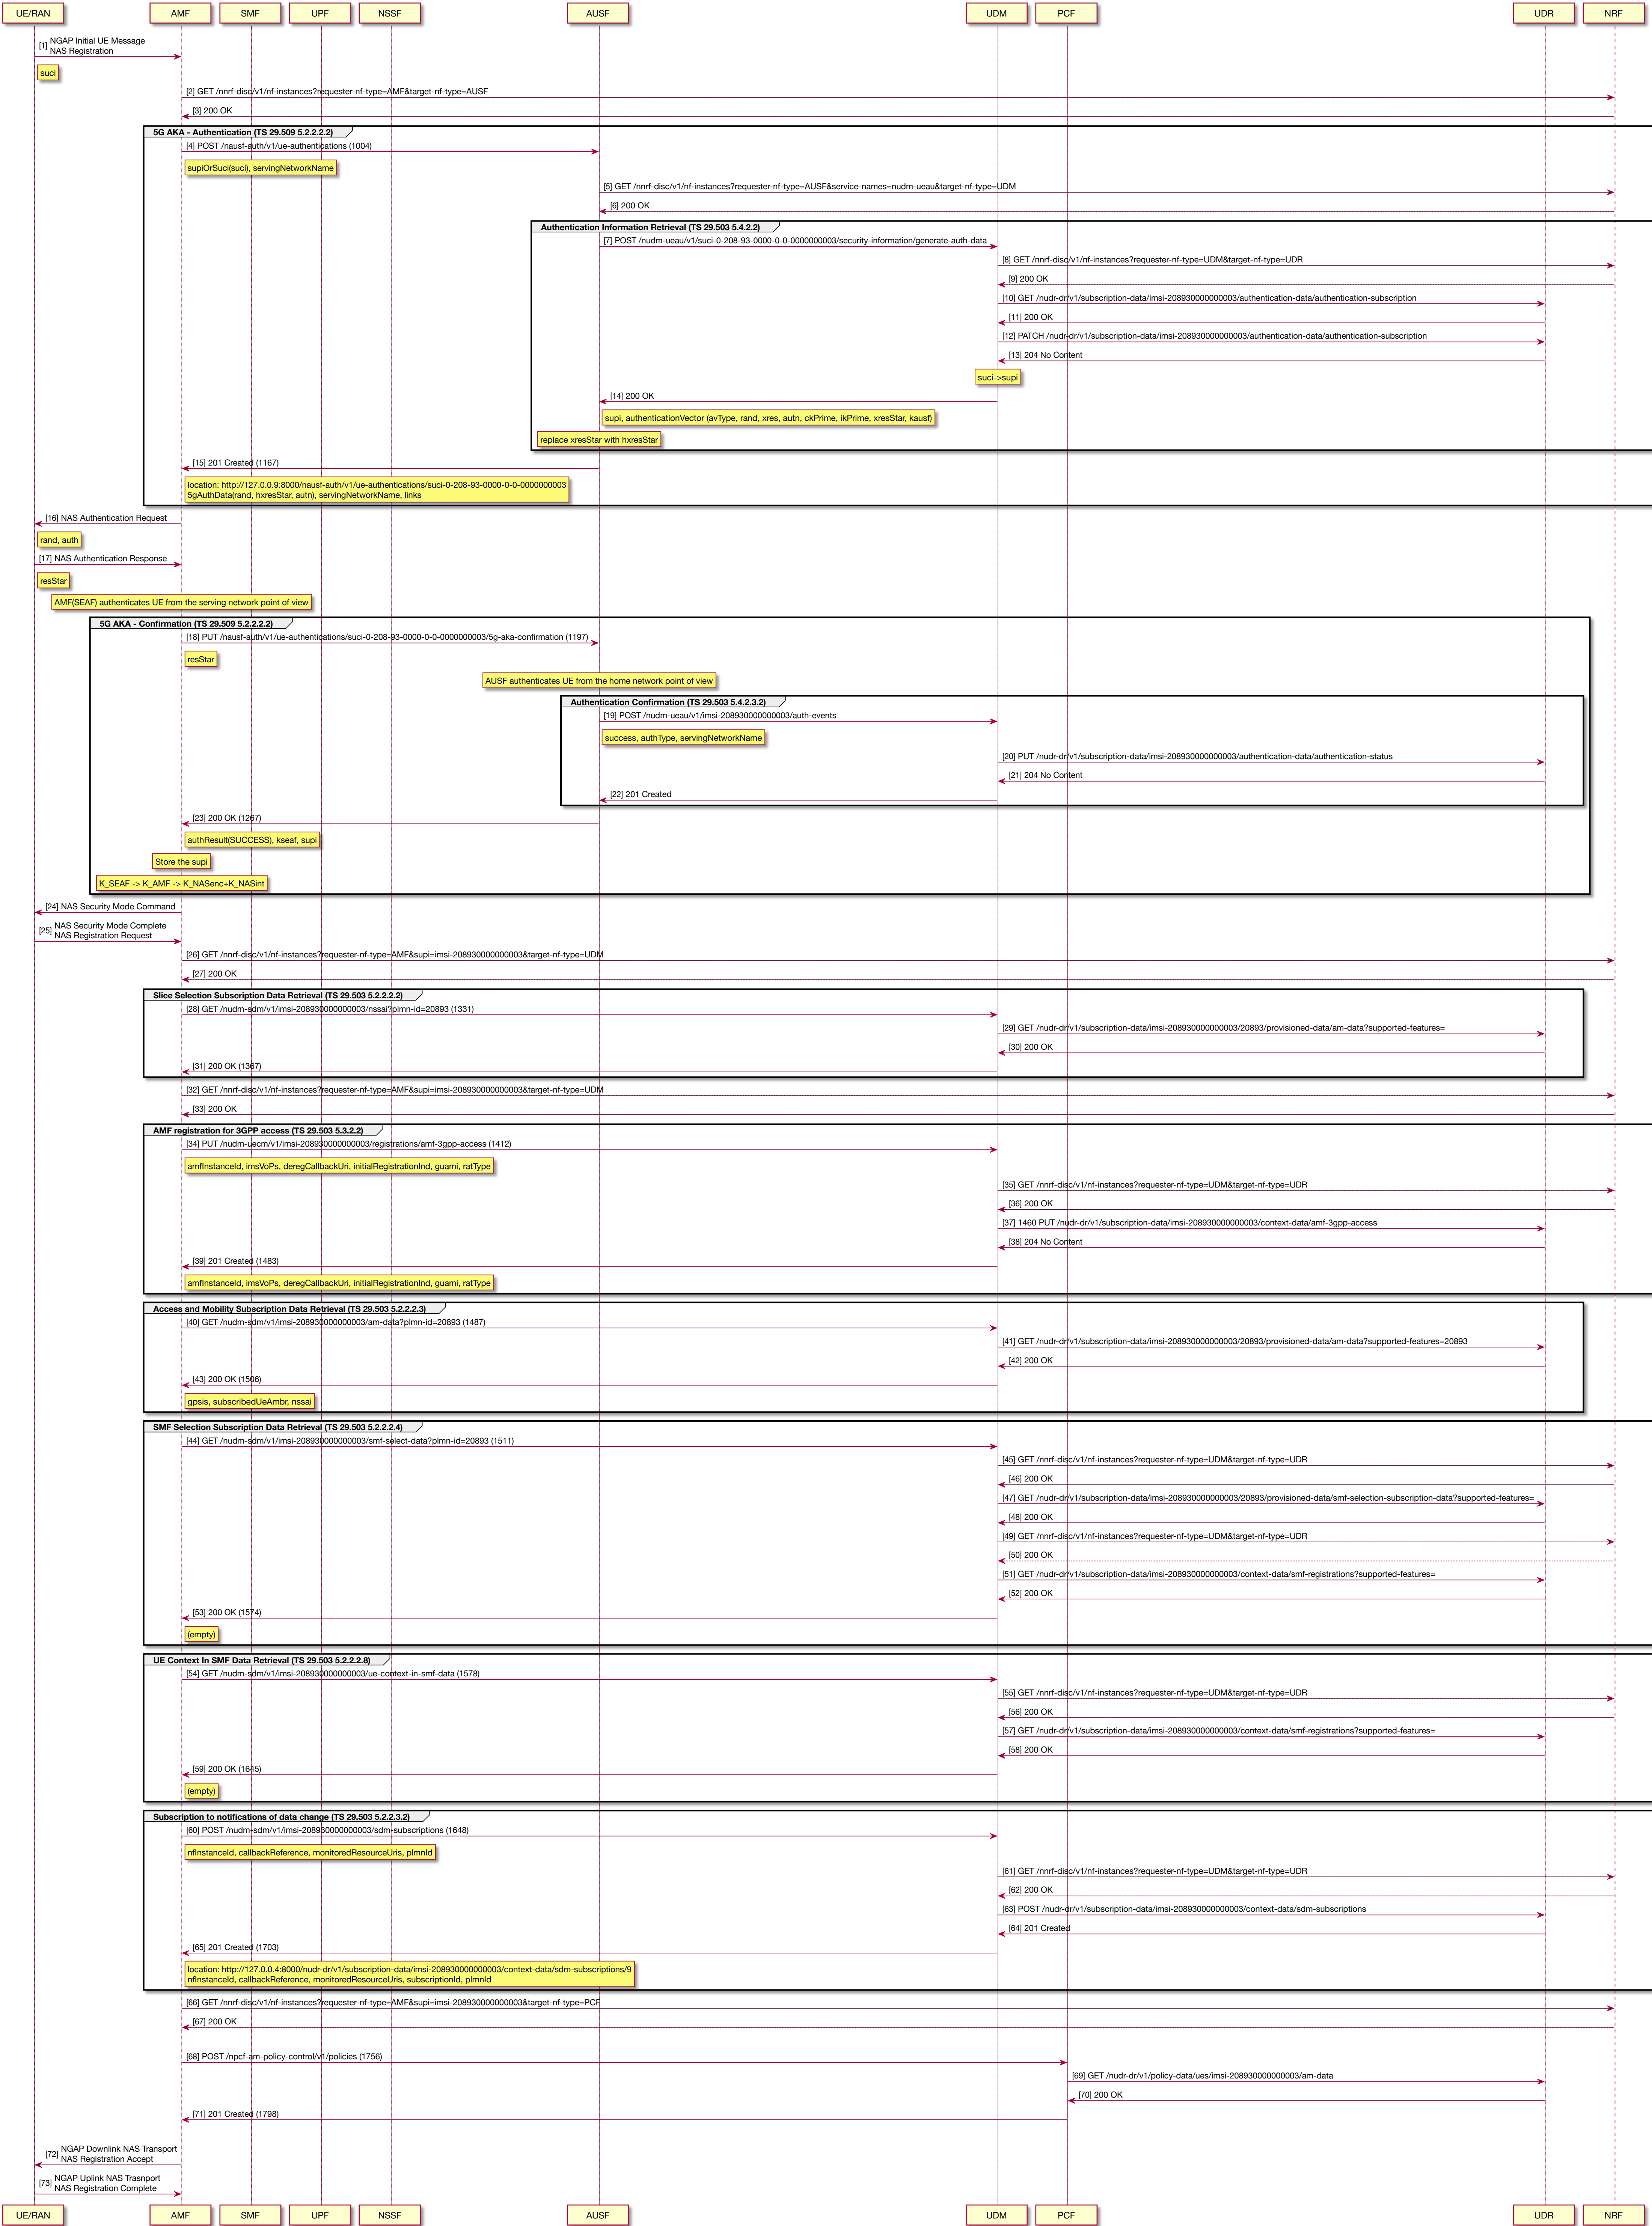 UE/RAN
AMF
SMF
UPF
NSSF
AUSF
UDM
PCF
UDR
NRF
[1] NGAP Initial UE Message
NAS Registration
suci
[2] GET /nnrf-disc/v1/nf-instances?requester-nf-type=AMF&target-nf-type=AUSF
[3] 200 OK
5G AKA - Authentication (TS 29.509 5.2.2.2.2)
[4] POST /nausf-auth/v1/ue-authentications (1004)
supiOrSuci(suci), servingNetworkName
[5] GET /nnrf-disc/v1/nf-instances?requester-nf-type=AUSF&service-names=nudm-ueau&target-nf-type=UDM
[6] 200 OK
Authentication Information Retrieval (TS 29.503 5.4.2.2)
[7] POST /nudm-ueau/v1/suci-0-208-93-0000-0-0-0000000003/security-information/generate-auth-data
[8] GET /nnrf-disc/v1/nf-instances?requester-nf-type=UDM&target-nf-type=UDR
[9] 200 OK
[10] GET /nudr-dr/v1/subscription-data/imsi-208930000000003/authentication-data/authentication-subscription
[11] 200 OK
[12] PATCH /nudr-dr/v1/subscription-data/imsi-208930000000003/authentication-data/authentication-subscription
[13] 204 No Content
suci->supi
[14] 200 OK
supi, authenticationVector (avType, rand, xres, autn, ckPrime, ikPrime, xresStar, kausf)
replace xresStar with hxresStar
[15] 201 Created (1167)
location: http://127.0.0.9:8000/nausf-auth/v1/ue-authentications/suci-0-208-93-0000-0-0-0000000003
5gAuthData(rand, hxresStar, autn), servingNetworkName, links
[16] NAS Authentication Request
rand, auth
[17] NAS Authentication Response
resStar
AMF(SEAF) authenticates UE from the serving network point of view
5G AKA - Confirmation (TS 29.509 5.2.2.2.2)
[18] PUT /nausf-auth/v1/ue-authentications/suci-0-208-93-0000-0-0-0000000003/5g-aka-confirmation (1197)
resStar
AUSF authenticates UE from the home network point of view
Authentication Confirmation (TS 29.503 5.4.2.3.2)
[19] POST /nudm-ueau/v1/imsi-208930000000003/auth-events
success, authType, servingNetworkName
[20] PUT /nudr-dr/v1/subscription-data/imsi-208930000000003/authentication-data/authentication-status
[21] 204 No Content
[22] 201 Created
[23] 200 OK (1267)
authResult(SUCCESS), kseaf, supi
Store the supi
K_SEAF -> K_AMF -> K_NASenc+K_NASint
[24] NAS Security Mode Command
[25] NAS Security Mode Complete
NAS Registration Request
[26] GET /nnrf-disc/v1/nf-instances?requester-nf-type=AMF&supi=imsi-208930000000003&target-nf-type=UDM
[27] 200 OK
Slice Selection Subscription Data Retrieval (TS 29.503 5.2.2.2.2)
[28] GET /nudm-sdm/v1/imsi-208930000000003/nssai?plmn-id=20893 (1331)
[29] GET /nudr-dr/v1/subscription-data/imsi-208930000000003/20893/provisioned-data/am-data?supported-features=
[30] 200 OK
[31] 200 OK (1367)
[32] GET /nnrf-disc/v1/nf-instances?requester-nf-type=AMF&supi=imsi-208930000000003&target-nf-type=UDM
[33] 200 OK
AMF registration for 3GPP access (TS 29.503 5.3.2.2)
[34] PUT /nudm-uecm/v1/imsi-208930000000003/registrations/amf-3gpp-access (1412)
amfInstanceId, imsVoPs, deregCallbackUri, initialRegistrationInd, guami, ratType
[35] GET /nnrf-disc/v1/nf-instances?requester-nf-type=UDM&target-nf-type=UDR
[36] 200 OK
[37] 1460 PUT /nudr-dr/v1/subscription-data/imsi-208930000000003/context-data/amf-3gpp-access
[38] 204 No Content
[39] 201 Created (1483)
amfInstanceId, imsVoPs, deregCallbackUri, initialRegistrationInd, guami, ratType
Access and Mobility Subscription Data Retrieval (TS 29.503 5.2.2.2.3)
[40] GET /nudm-sdm/v1/imsi-208930000000003/am-data?plmn-id=20893 (1487)
[41] GET /nudr-dr/v1/subscription-data/imsi-208930000000003/20893/provisioned-data/am-data?supported-features=20893
[42] 200 OK
[43] 200 OK (1506)
gpsis, subscribedUeAmbr, nssai
SMF Selection Subscription Data Retrieval (TS 29.503 5.2.2.2.4)
[44] GET /nudm-sdm/v1/imsi-208930000000003/smf-select-data?plmn-id=20893 (1511)
[45] GET /nnrf-disc/v1/nf-instances?requester-nf-type=UDM&target-nf-type=UDR
[46] 200 OK
[47] GET /nudr-dr/v1/subscription-data/imsi-208930000000003/20893/provisioned-data/smf-selection-subscription-data?supported-features=
[48] 200 OK
[49] GET /nnrf-disc/v1/nf-instances?requester-nf-type=UDM&target-nf-type=UDR
[50] 200 OK
[51] GET /nudr-dr/v1/subscription-data/imsi-208930000000003/context-data/smf-registrations?supported-features=
[52] 200 OK
[53] 200 OK (1574)
(empty)
UE Context In SMF Data Retrieval (TS 29.503 5.2.2.2.8)
[54] GET /nudm-sdm/v1/imsi-208930000000003/ue-context-in-smf-data (1578)
[55] GET /nnrf-disc/v1/nf-instances?requester-nf-type=UDM&target-nf-type=UDR
[56] 200 OK
[57] GET /nudr-dr/v1/subscription-data/imsi-208930000000003/context-data/smf-registrations?supported-features=
[58] 200 OK
[59] 200 OK (1645)
(empty)
Subscription to notifications of data change (TS 29.503 5.2.2.3.2)
[60] POST /nudm-sdm/v1/imsi-208930000000003/sdm-subscriptions (1648)
nfInstanceId, callbackReference, monitoredResourceUris, plmnId
[61] GET /nnrf-disc/v1/nf-instances?requester-nf-type=UDM&target-nf-type=UDR
[62] 200 OK
[63] POST /nudr-dr/v1/subscription-data/imsi-208930000000003/context-data/sdm-subscriptions
[64] 201 Created
[65] 201 Created (1703)
location: http://127.0.0.4:8000/nudr-dr/v1/subscription-data/imsi-208930000000003/context-data/sdm-subscriptions/9
nfInstanceId, callbackReference, monitoredResourceUris, subscriptionId, plmnId
[66] GET /nnrf-disc/v1/nf-instances?requester-nf-type=AMF&supi=imsi-208930000000003&target-nf-type=PCF
[67] 200 OK
[68] POST /npcf-am-policy-control/v1/policies (1756)
[69] GET /nudr-dr/v1/policy-data/ues/imsi-208930000000003/am-data
[70] 200 OK
[71] 201 Created (1798)
[72] NGAP Downlink NAS Transport
NAS Registration Accept
[73] NGAP Uplink NAS Trasnport
NAS Registration Complete
UE/RAN
AMF
SMF
UPF
NSSF
AUSF
UDM
PCF
UDR
NRF